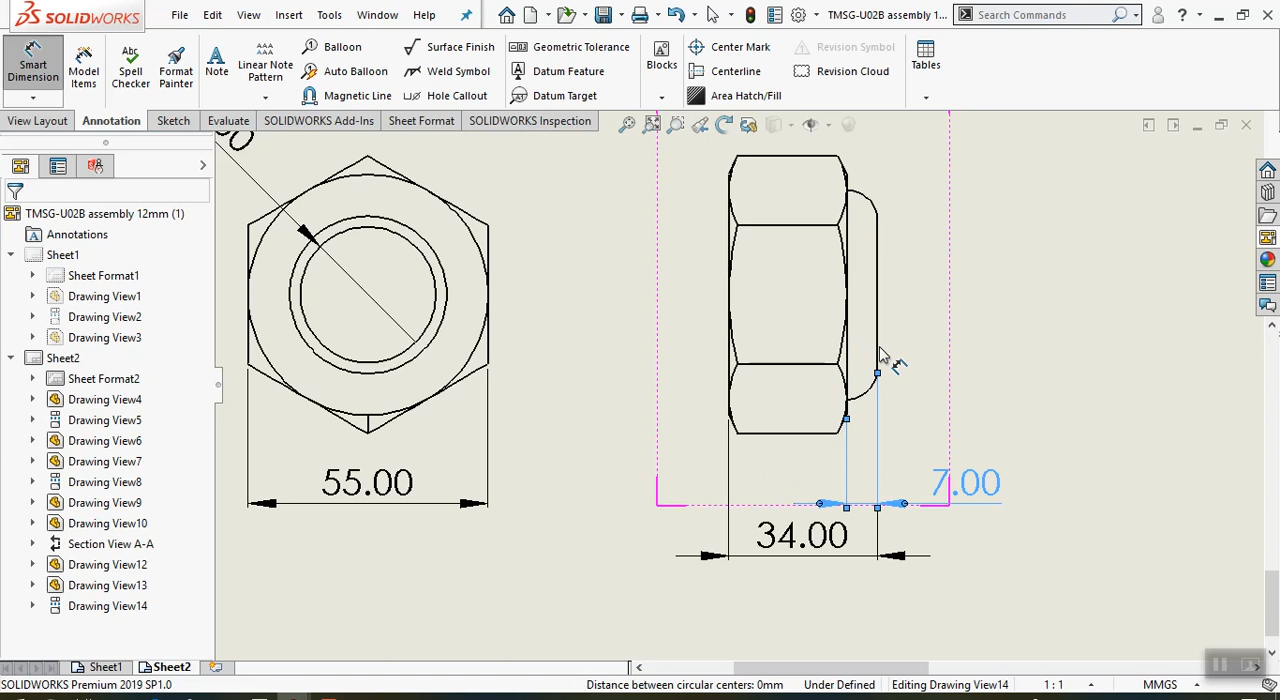 SOLIDWORKS File Edit View Insert Tools Window Help TMSG-U02B assembly 1... Search Commands ?
Smart Dimension
Model Items
Spell Checker
Format Painter
Note
Linear Note Pattern
Balloon
Auto Balloon
Magnetic Line
Surface Finish
Weld Symbol
Hole Callout
Geometric Tolerance
Datum Feature
Datum Target
Blocks
Center Mark
Centerline
Area Hatch/Fill
Revision Symbol
Revision Cloud
Tables
View Layout Annotation Sketch Evaluate SOLIDWORKS Add-Ins Sheet Format SOLIDWORKS Inspection
TMSG-U02B assembly 12mm (1)
Annotations
Sheet1
Sheet Format1
Drawing View1
Drawing View2
Drawing View3
Sheet2
Sheet Format2
Drawing View4
Drawing View5
Drawing View6
Drawing View7
Drawing View8
Drawing View9
Drawing View10
Section View A-A
Drawing View12
Drawing View13
Drawing View14
55.00
7.00
34.00
Sheet1 Sheet2
SOLIDWORKS Premium 2019 SP1.0 Distance between circular centers: 0mm Under Defined Editing Drawing View14 1 : 1 MMGS